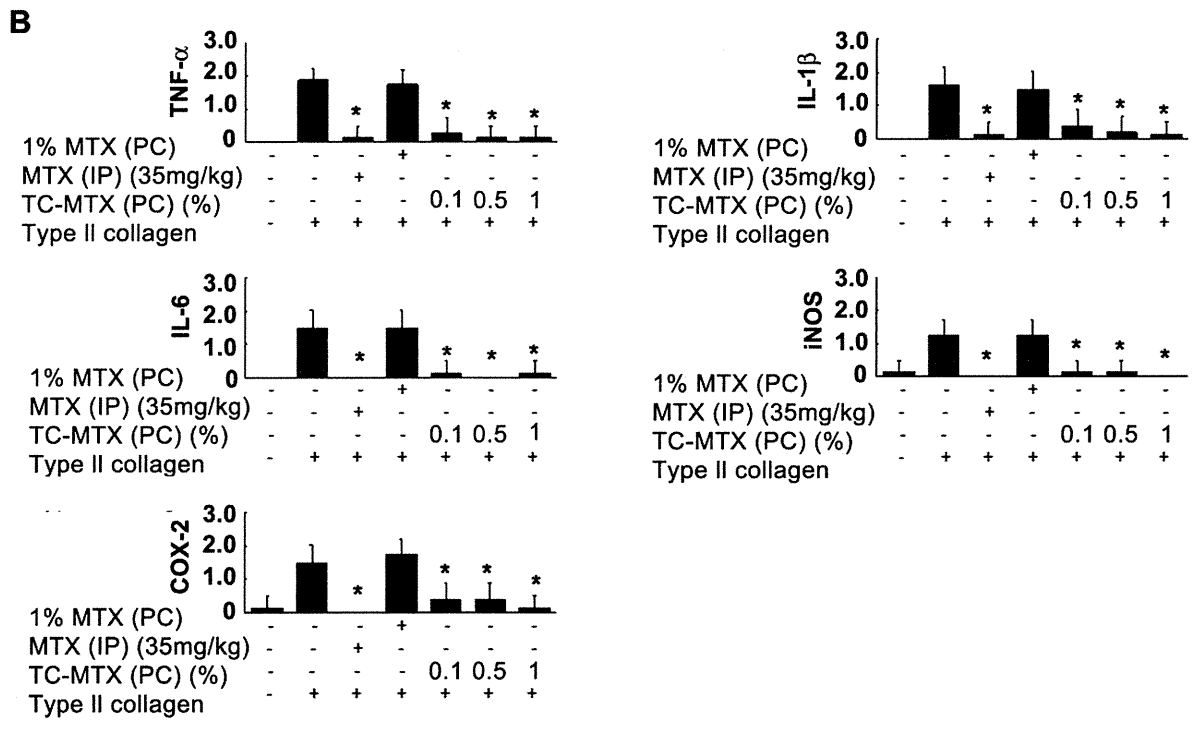 B
TNF-α
3.0
2.0
1.0
0
* * * *
1% MTX (PC) - - - + - - -
MTX (IP) (35mg/kg) - - + - - - -
TC-MTX (PC) (%) - - - - 0.1 0.5 1
Type II collagen - + + + + + +
IL-1β
3.0
2.0
1.0
0
* * * *
1% MTX (PC) - - - + - - -
MTX (IP) (35mg/kg) - - + - - - -
TC-MTX (PC) (%) - - - - 0.1 0.5 1
Type II collagen - + + + + + +
IL-6
3.0
2.0
1.0
0
* * * *
1% MTX (PC) - - - + - - -
MTX (IP) (35mg/kg) - - + - - - -
TC-MTX (PC) (%) - - - - 0.1 0.5 1
Type II collagen - + + + + + +
iNOS
3.0
2.0
1.0
0
* * * *
1% MTX (PC) - - - + - - -
MTX (IP) (35mg/kg) - - + - - - -
TC-MTX (PC) (%) - - - - 0.1 0.5 1
Type II collagen - + + + + + +
COX-2
3.0
2.0
1.0
0
* * * *
1% MTX (PC) - - - + - - -
MTX (IP) (35mg/kg) - - + - - - -
TC-MTX (PC) (%) - - - - 0.1 0.5 1
Type II collagen - + + + + + +